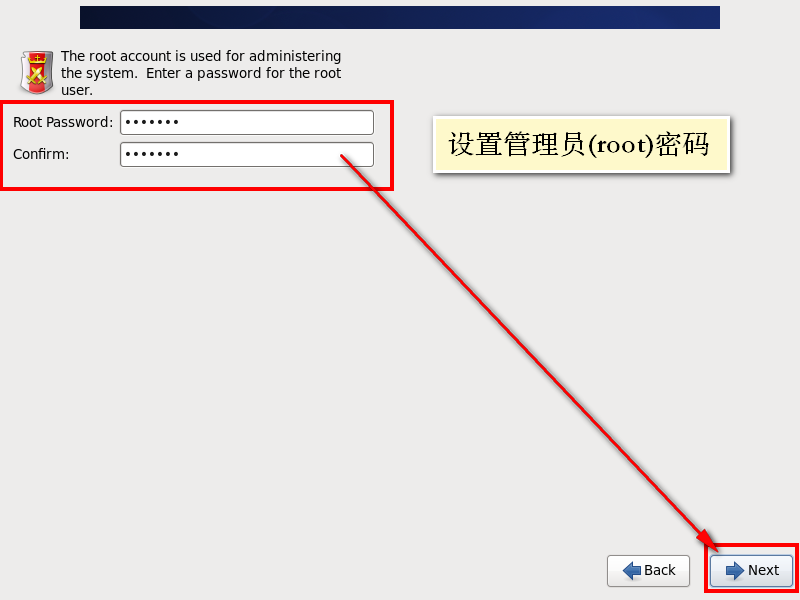 The root account is used for administering
the system.  Enter a password for the root
user.
Root Password: •••••••
Confirm: •••••••
设置管理员(root)密码
Back
Next